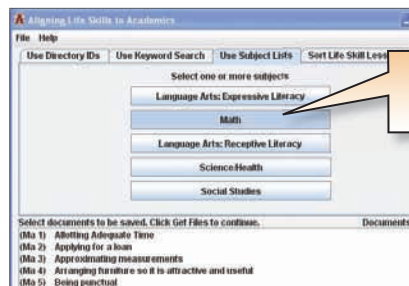 Aligning Life Skills to Academics
File Help
Use Directory IDs Use Keyword Search Use Subject Lists Sort Life Skill Less
Select one or more subjects
Language Arts: Expressive Literacy
Math
Language Arts: Receptive Literacy
Science/Health
Social Studies
Select documents to be saved. Click Get Files to continue. Documents
(Ma 1) Allotting Adequate Time
(Ma 2) Applying for a loan
(Ma 3) Approximating measurements
(Ma 4) Arranging furniture so it is attractive and useful
(Ma 5) Being punctual